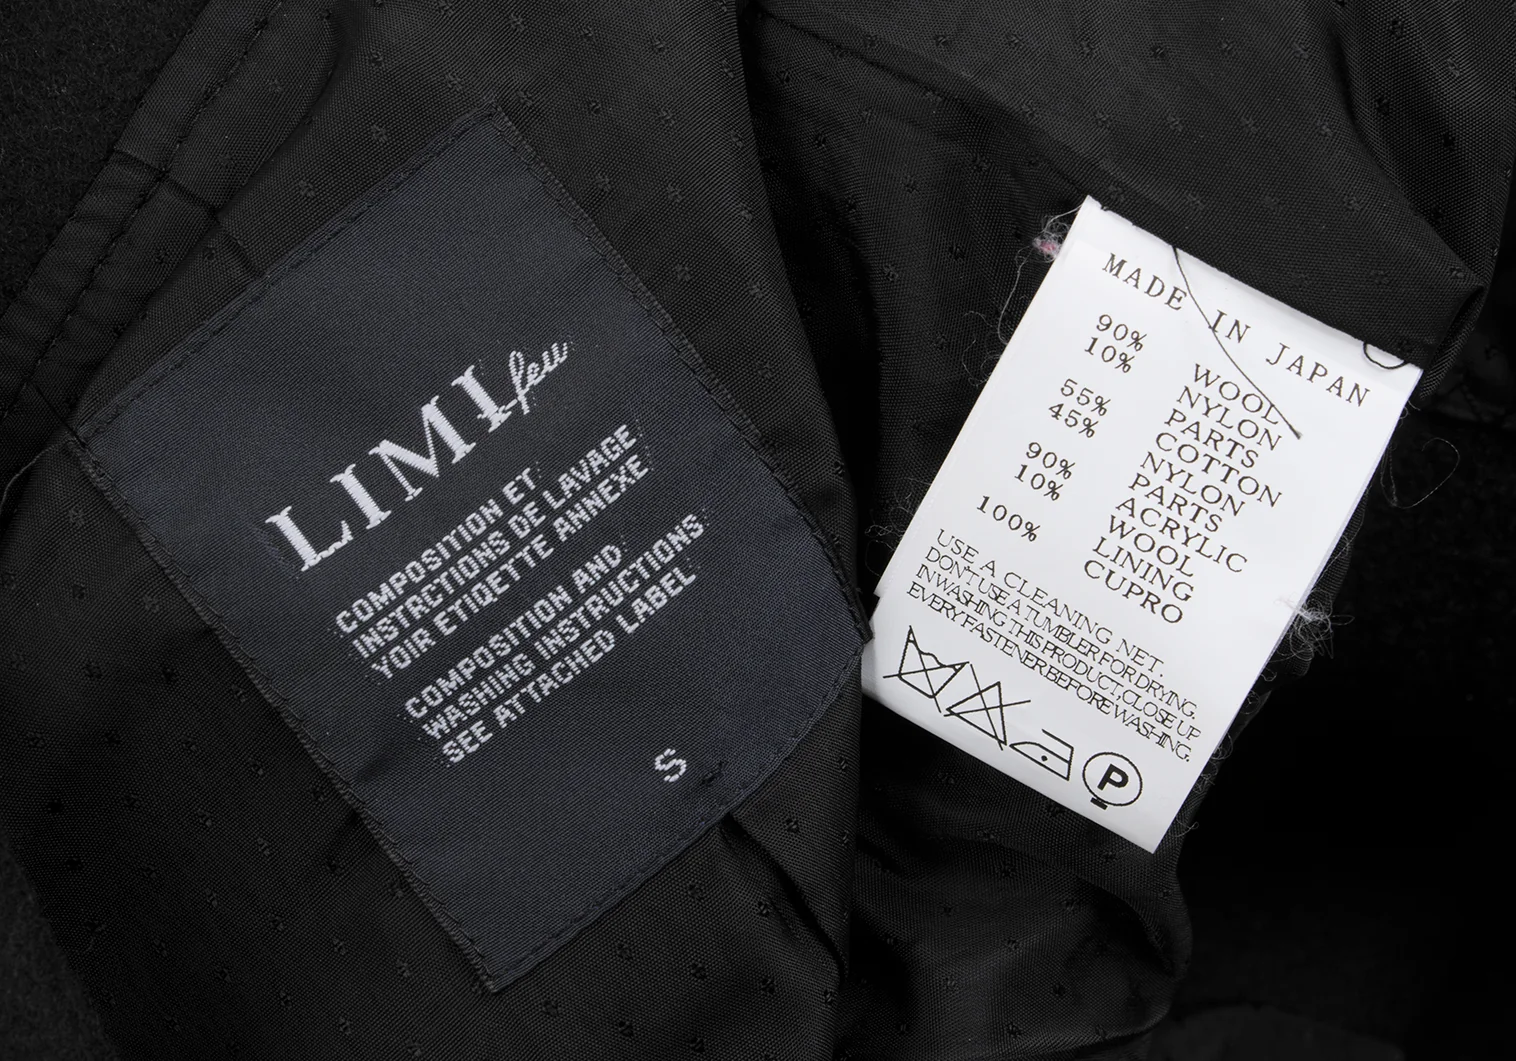 LIMI feu
COMPOSITION ET
INSTRCTIONS DE LAVAGE
YOIR ETIQETTE ANNEXE
COMPOSITION AND
WASHING INSTRUCTIONS
SEE ATTACHED LABEL
S
MADE IN JAPAN
90% WOOL
10% NYLON
PARTS
55% COTTON
45% NYLON
PARTS
90% ACRYLIC
10% WOOL
LINING
100% CUPRO
USE A CLEANING NET.
DON'T USE A TUMBLER FOR DRYING.
IN WASHING THIS PRODUCT, CLOSE UP
EVERY FASTENER BEFORE WASHING.
P